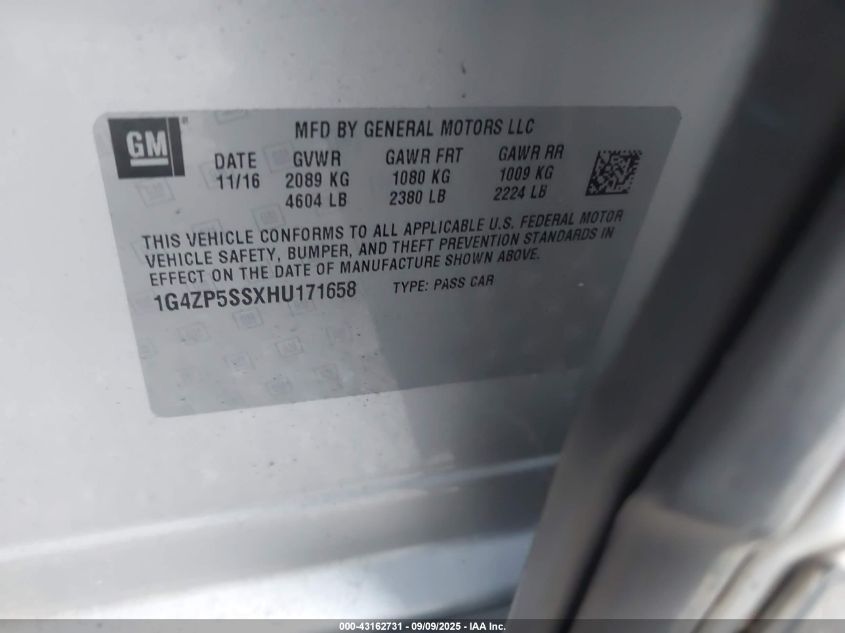 GM
MFD BY GENERAL MOTORS LLC
DATE GVWR GAWR FRT GAWR RR
11/16 2089 KG 1080 KG 1009 KG
4604 LB 2380 LB 2224 LB
THIS VEHICLE CONFORMS TO ALL APPLICABLE U.S. FEDERAL MOTOR
VEHICLE SAFETY, BUMPER, AND THEFT PREVENTION STANDARDS IN
EFFECT ON THE DATE OF MANUFACTURE SHOWN ABOVE.
1G4ZP5SSXHU171658 TYPE: PASS CAR
000-43162731 - 09/09/2025 - IAA Inc.